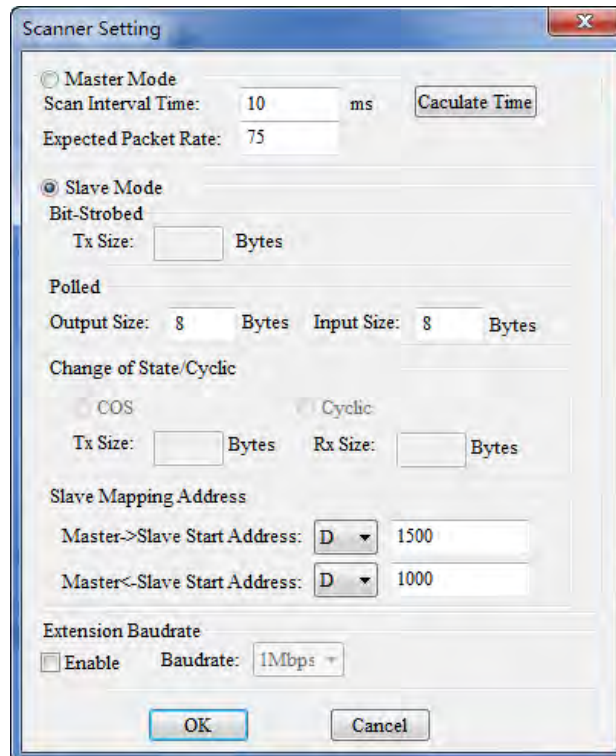 Scanner Setting
Master Mode
Scan Interval Time: 10 ms Caculate Time
Expected Packet Rate: 75
Slave Mode
Bit-Strobed
Tx Size: Bytes
Polled
Output Size: 8 Bytes Input Size: 8 Bytes
Change of State/Cyclic
COS Cyclic
Tx Size: Bytes Rx Size: Bytes
Slave Mapping Address
Master->Slave Start Address: D 1500
Master<-Slave Start Address: D 1000
Extension Baudrate
Enable Baudrate: 1Mbps
OK Cancel